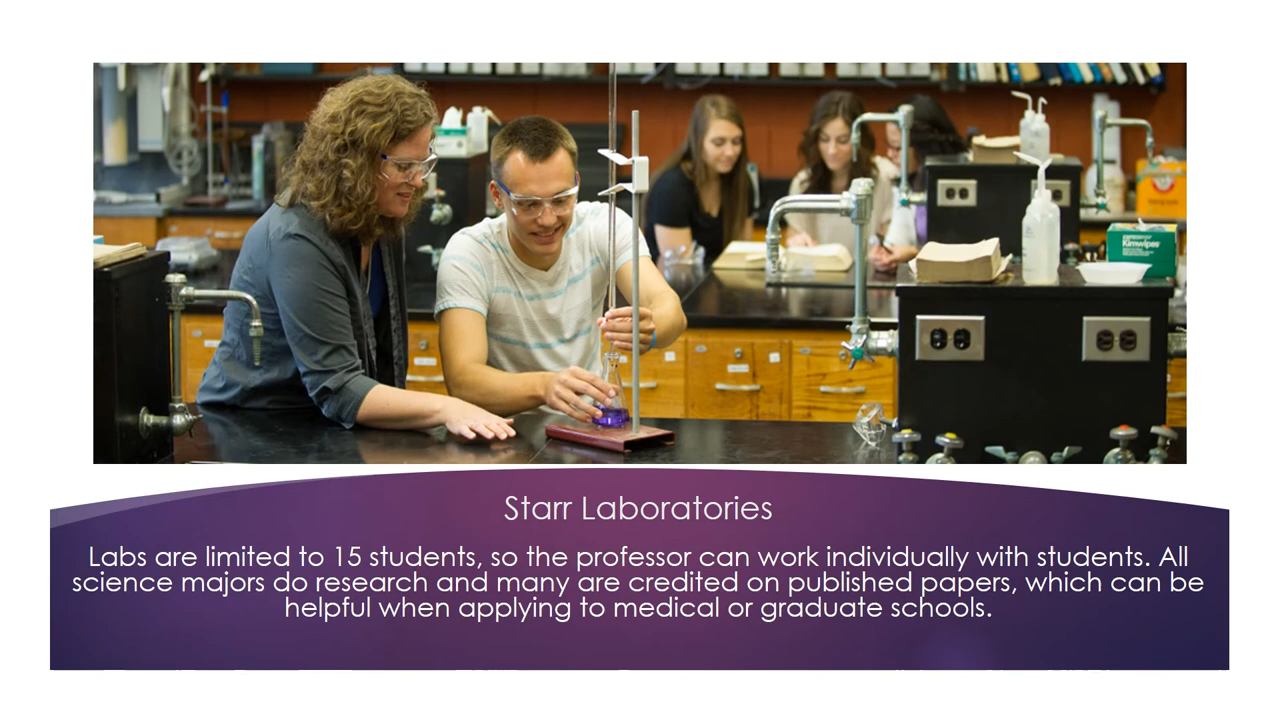 Kimwipes
Starr Laboratories
Labs are limited to 15 students, so the professor can work individually with students. All
science majors do research and many are credited on published papers, which can be
helpful when applying to medical or graduate schools.